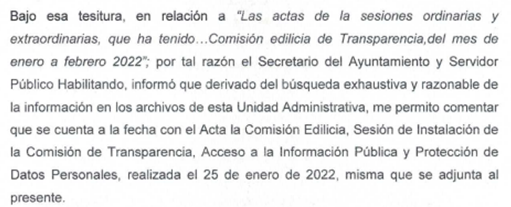 Bajo esa tesitura, en relación a "Las actas de la sesiones ordinarias y
extraordinarias, que ha tenido...Comisión edilicia de Transparencia,del mes de
enero a febrero 2022"; por tal razón el Secretario del Ayuntamiento y Servidor
Público Habilitando, informó que derivado del búsqueda exhaustiva y razonable de
la información en los archivos de esta Unidad Administrativa, me permito comentar
que se cuenta a la fecha con el Acta la Comisión Edilicia, Sesión de Instalación de
la Comisión de Transparencia, Acceso a la Información Pública y Protección de
Datos Personales, realizada el 25 de enero de 2022, misma que se adjunta al
presente.